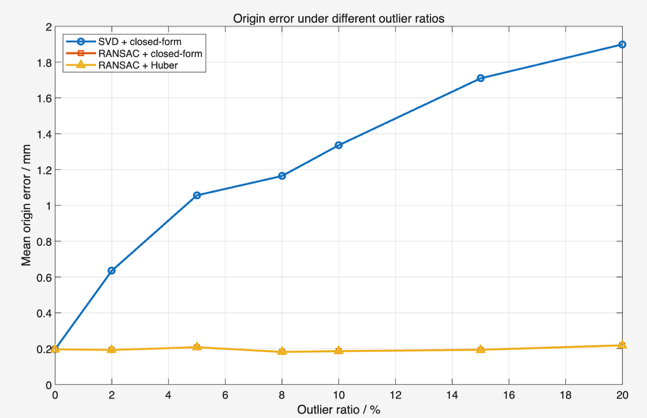 Origin error under different outlier ratios
SVD + closed-form
RANSAC + closed-form
RANSAC + Huber
Mean origin error / mm
2
1.8
1.6
1.4
1.2
1
0.8
0.6
0.4
0.2
0
0 2 4 6 8 10 12 14 16 18 20
Outlier ratio / %